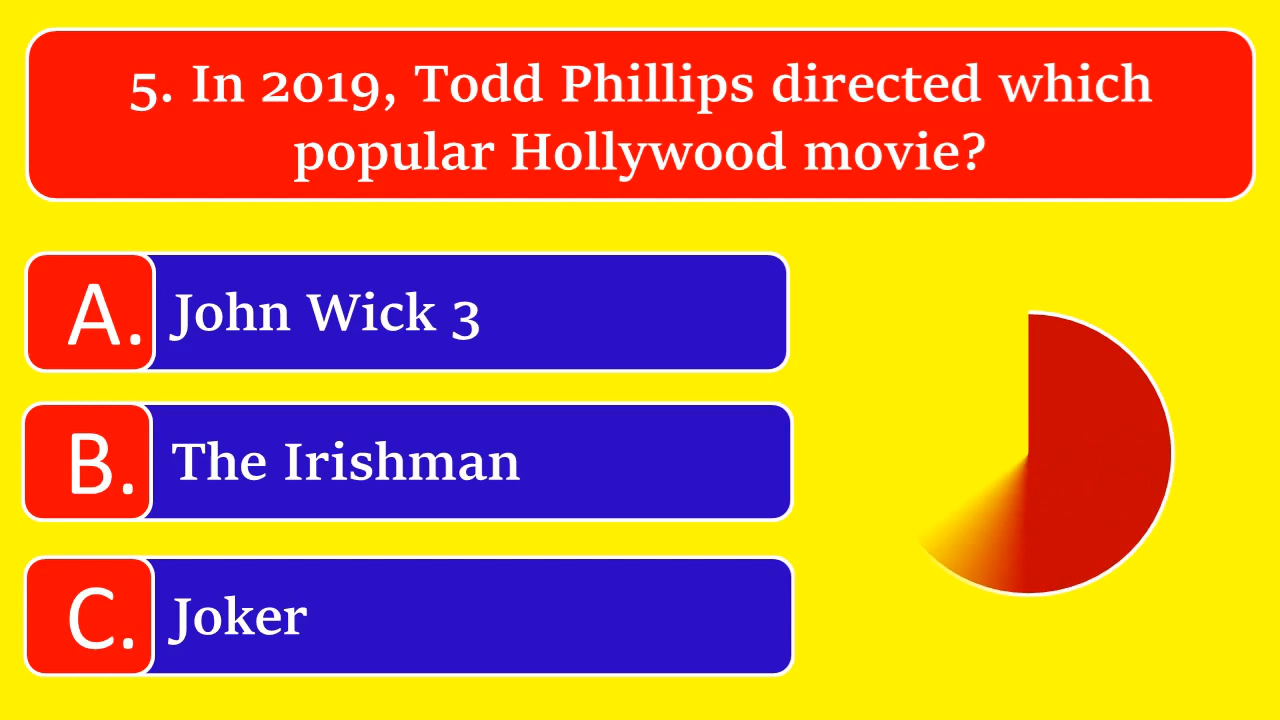 5. In 2019, Todd Phillips directed which
popular Hollywood movie?
A. John Wick 3
B. The Irishman
C. Joker